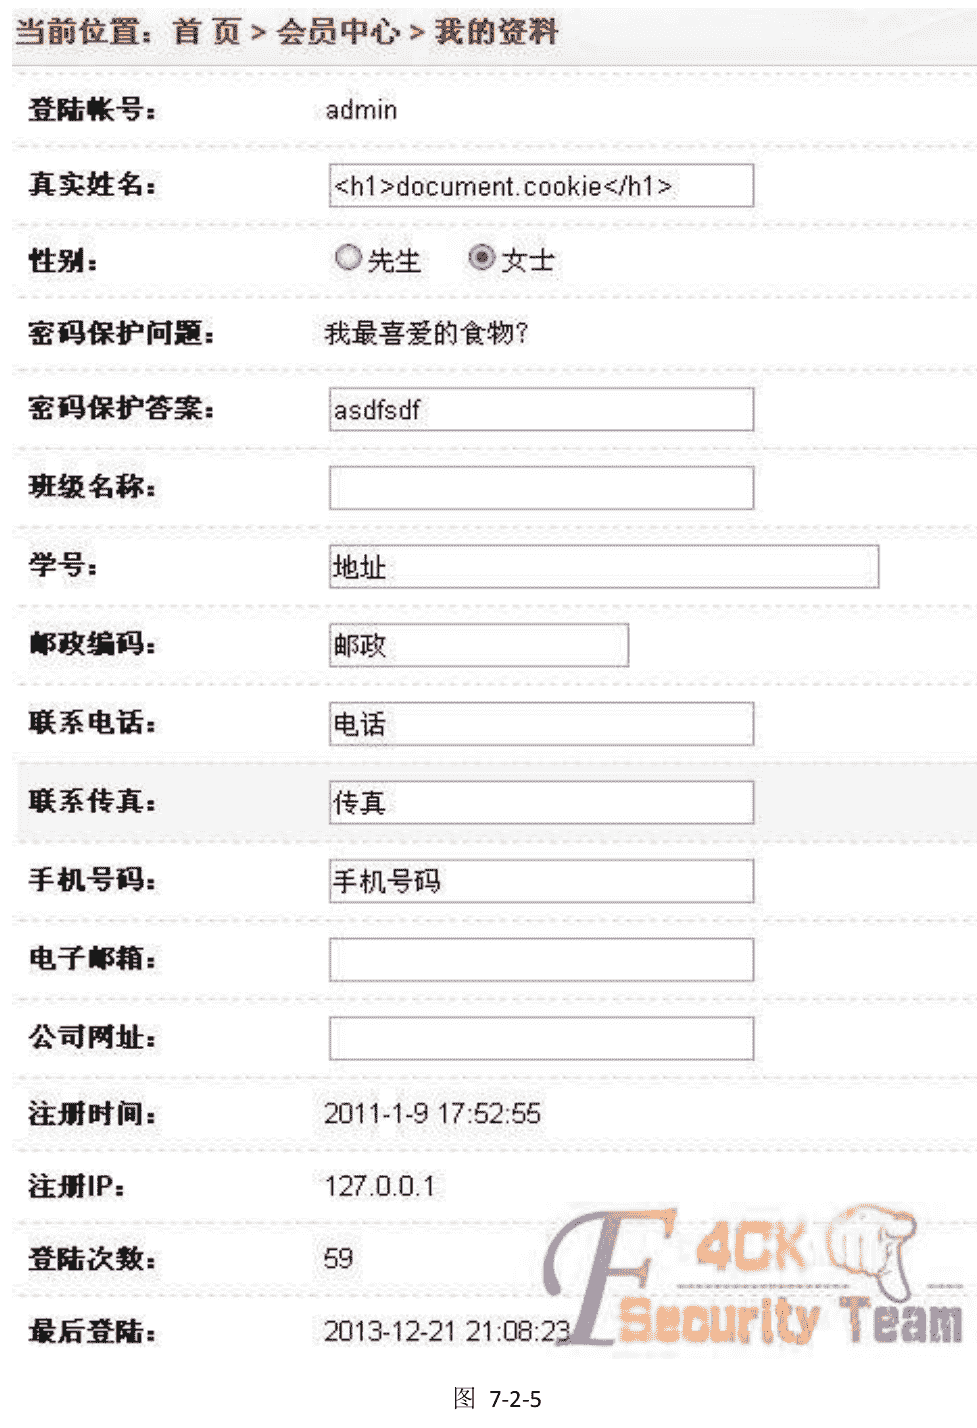 当前位置：首 页 > 会员中心 > 我的资料
登陆帐号： admin
真实姓名： <h1>document.cookie</h1>
性别： 先生 女士
密码保护问题： 我最喜爱的食物?
密码保护答案： asdfsdf
班级名称：
学号： 地址
邮政编码： 邮政
联系电话： 电话
联系传真： 传真
手机号码： 手机号码
电子邮箱：
公司网址：
注册时间： 2011-1-9 17:52:55
注册IP： 127.0.0.1
登陆次数： 59
最后登陆： 2013-12-21 21:08:23
F4CK
Security Team
图 7-2-5